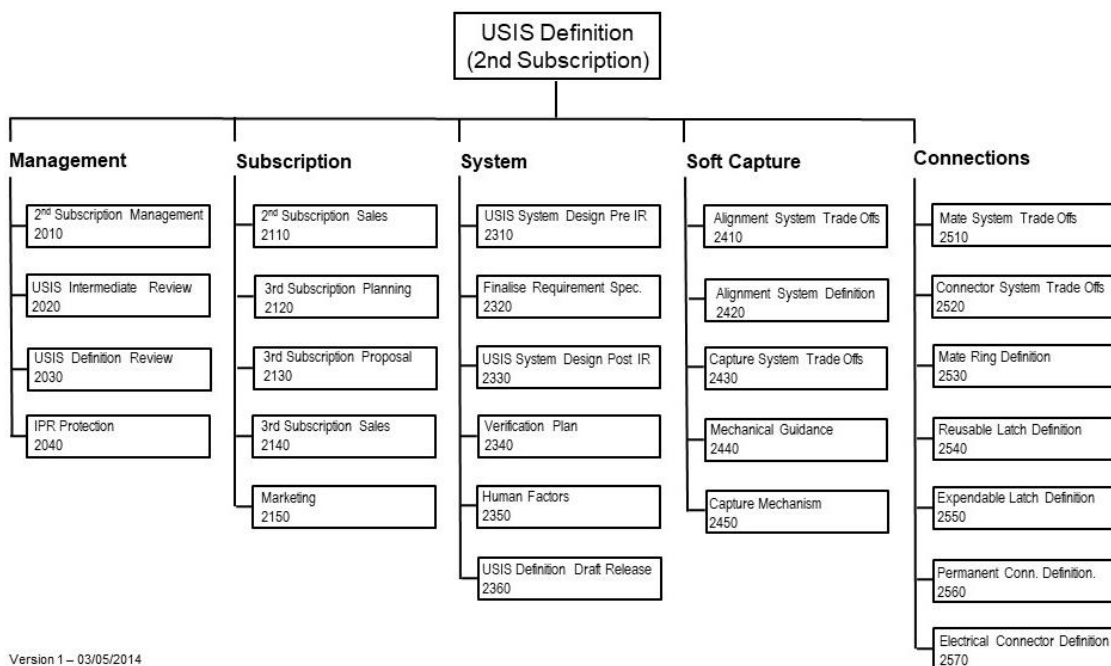 USIS Definition
(2nd Subscription)
Management
2nd Subscription Management
2010
USIS Intermediate Review
2020
USIS Definition Review
2030
IPR Protection
2040
Subscription
2nd Subscription Sales
2110
3rd Subscription Planning
2120
3rd Subscription Proposal
2130
3rd Subscription Sales
2140
Marketing
2150
System
USIS System Design Pre IR
2310
Finalise Requirement Spec.
2320
USIS System Design Post IR
2330
Verification Plan
2340
Human Factors
2350
USIS Definition Draft Release
2360
Soft Capture
Alignment System Trade Offs
2410
Alignment System Definition
2420
Capture System Trade Offs
2430
Mechanical Guidance
2440
Capture Mechanism
2450
Connections
Mate System Trade Offs
2510
Connector System Trade Offs
2520
Mate Ring Definition
2530
Reusable Latch Definition
2540
Expendable Latch Definition
2550
Permanent Conn. Definition.
2560
Electrical Connector Definition
2570
Version 1 – 03/05/2014